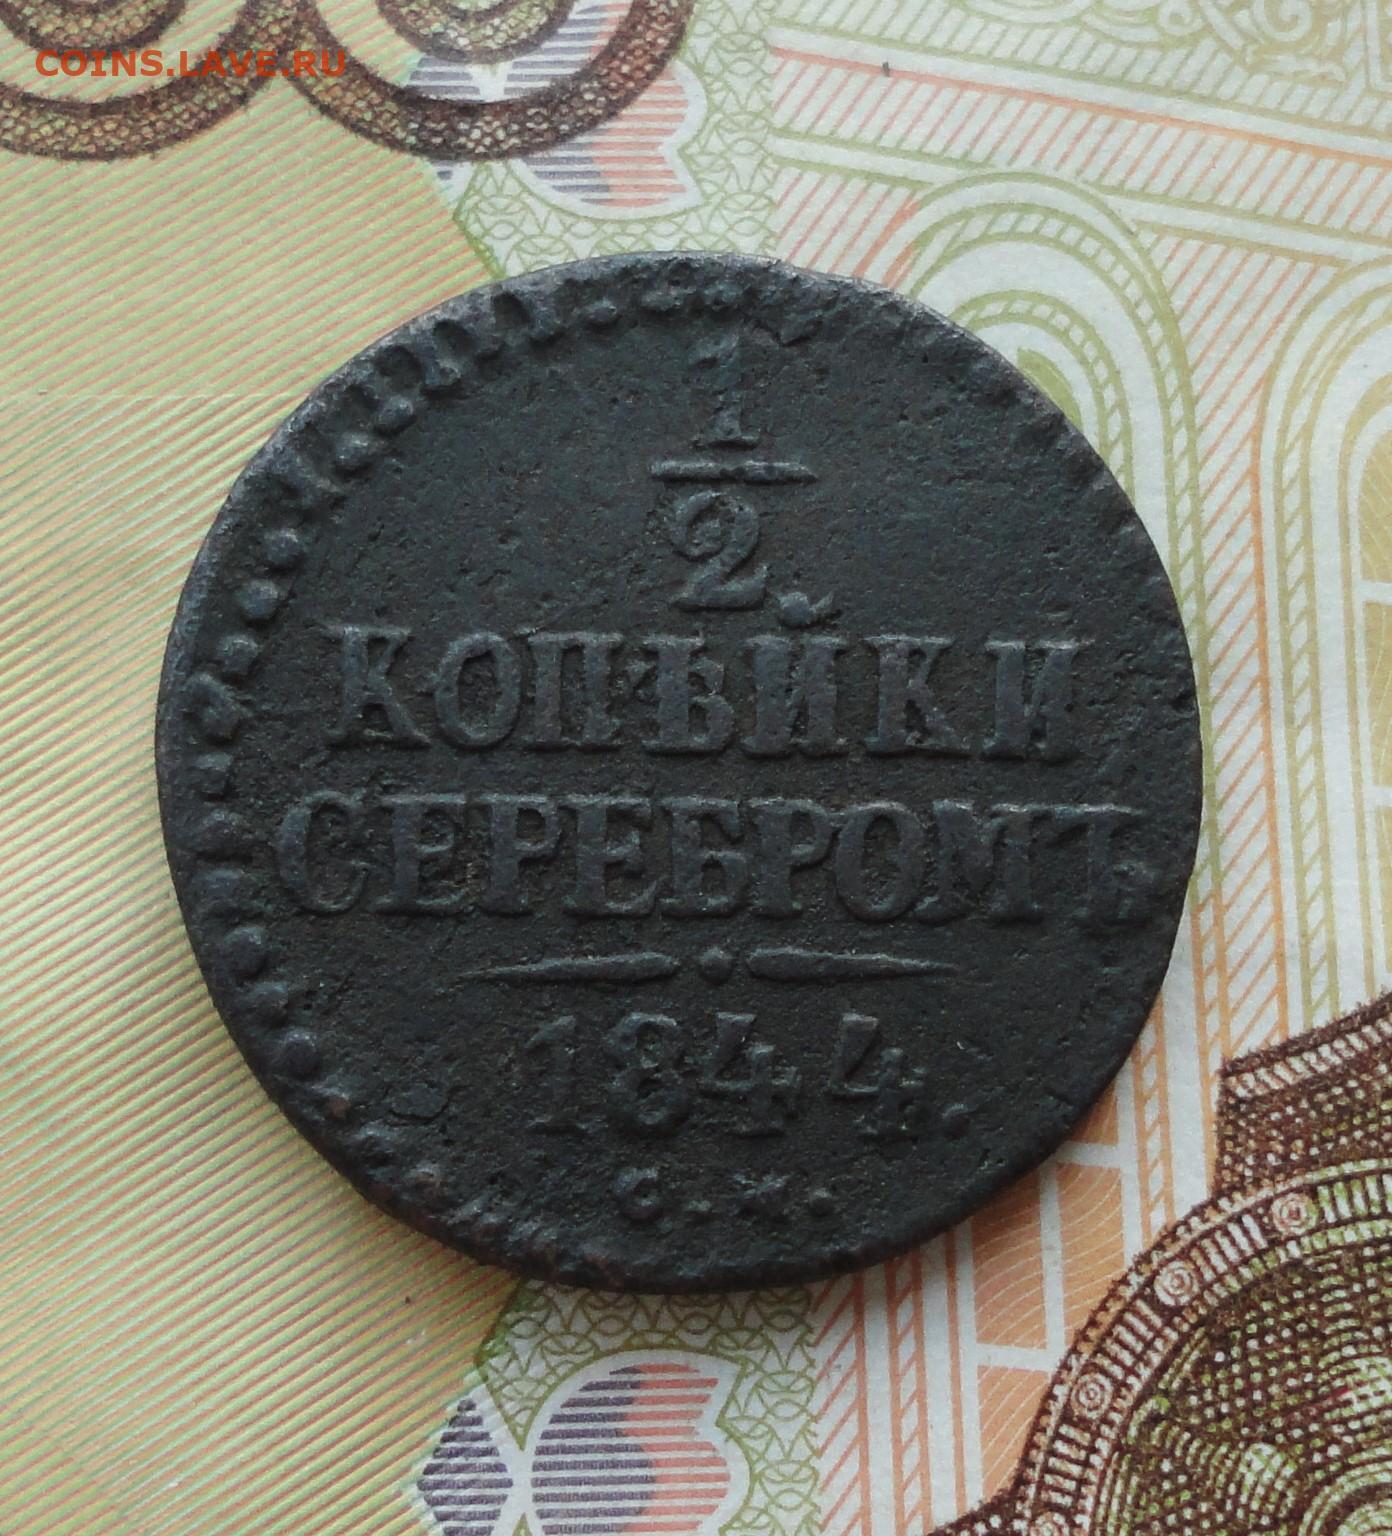 COINS.LAVE.RU
1
2
КОПѢЙКИ
СЕРЕБРОМЪ
1844.
С.М.